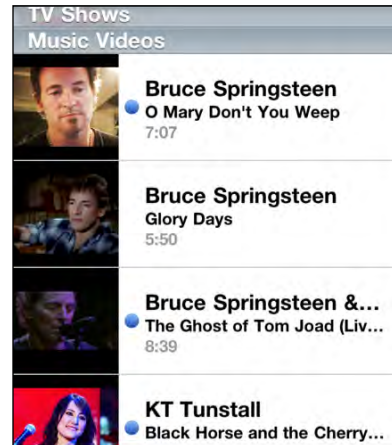 TV Shows
Music Videos
Bruce Springsteen
O Mary Don't You Weep
7:07
Bruce Springsteen
Glory Days
5:50
Bruce Springsteen &...
The Ghost of Tom Joad (Liv...
8:39
KT Tunstall
Black Horse and the Cherry...